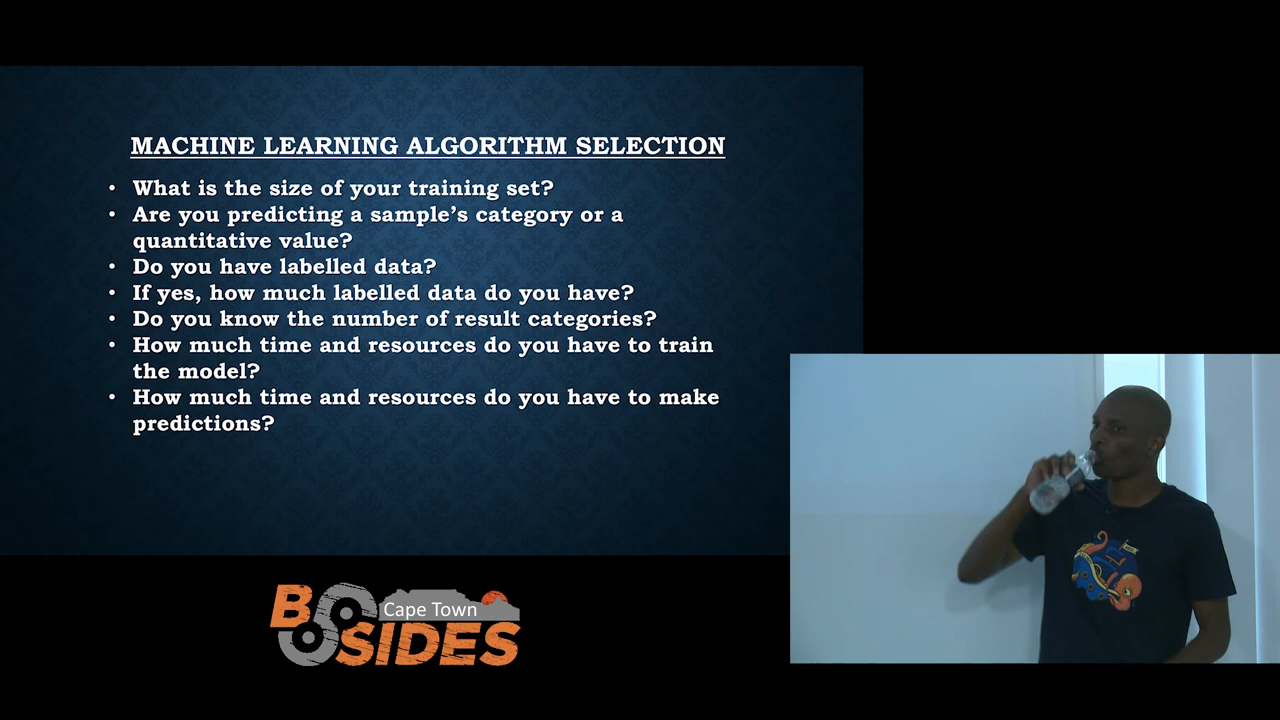 MACHINE LEARNING ALGORITHM SELECTION
• What is the size of your training set?
• Are you predicting a sample’s category or a
quantitative value?
• Do you have labelled data?
• If yes, how much labelled data do you have?
• Do you know the number of result categories?
• How much time and resources do you have to train
the model?
• How much time and resources do you have to make
predictions?
B
Cape Town
SIDES